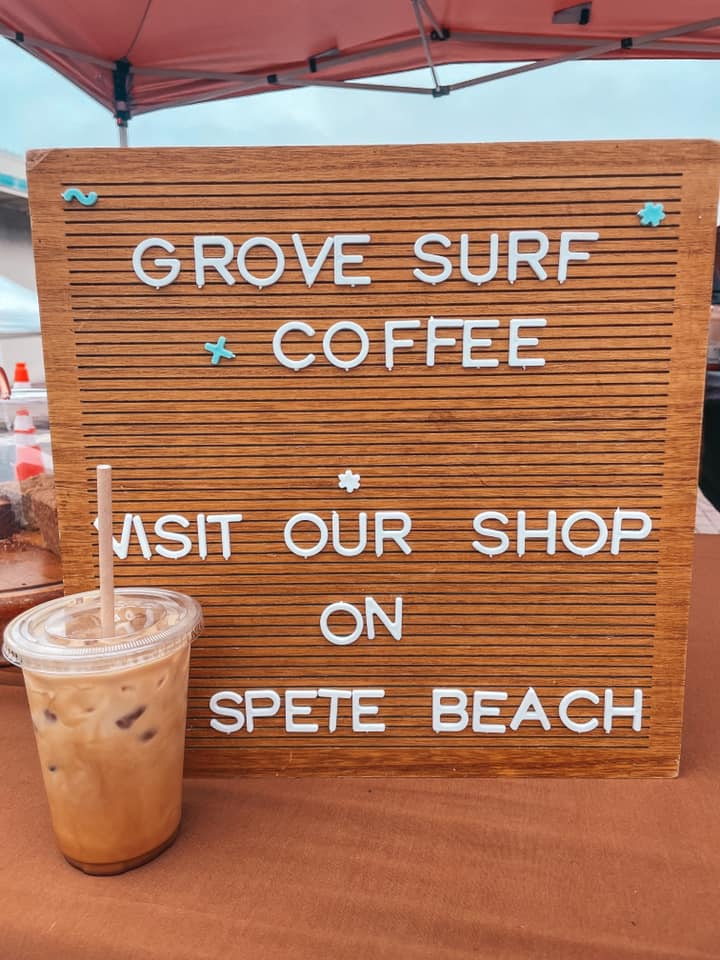 GROVE SURF
+ COFFEE
VISIT OUR SHOP
ON
SPETE BEACH